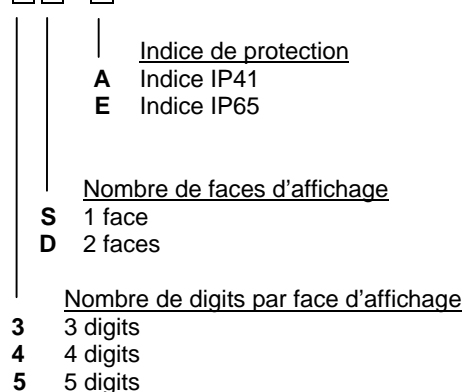 Indice de protection
A Indice IP41
E Indice IP65
Nombre de faces d'affichage
S 1 face
D 2 faces
Nombre de digits par face d'affichage
3 3 digits
4 4 digits
5 5 digits